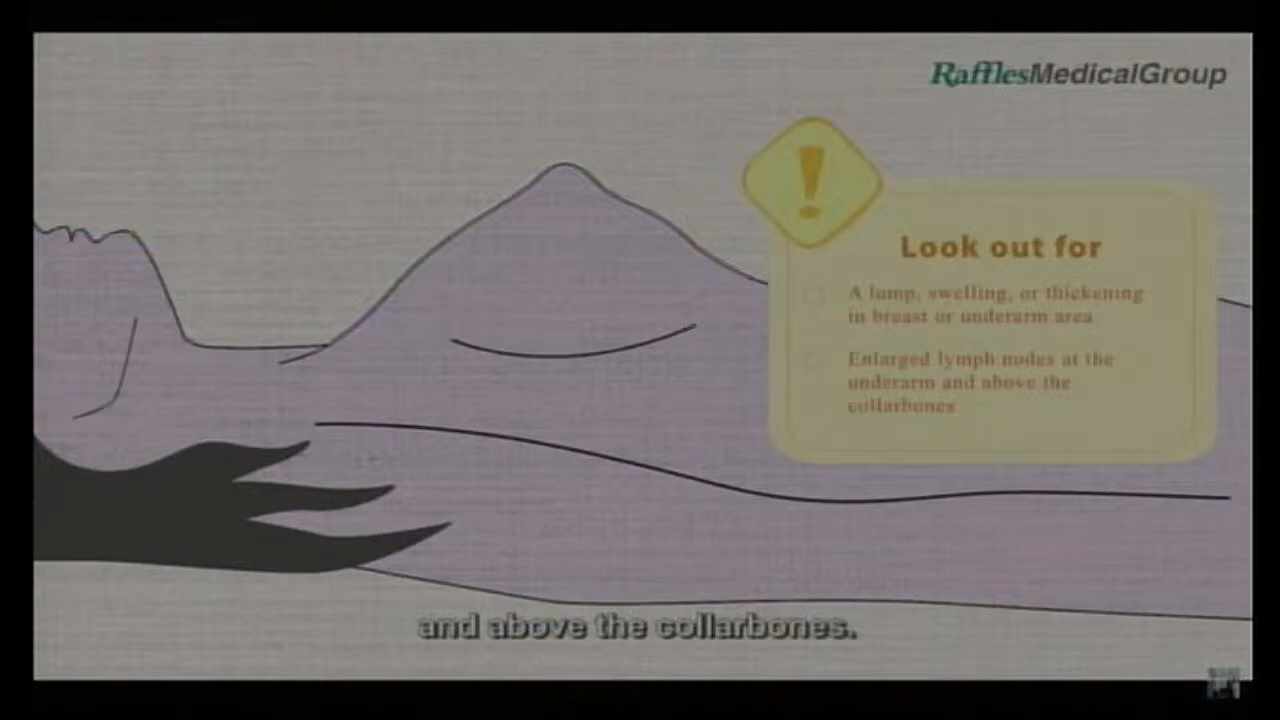 RafflesMedicalGroup
!
Look out for
A lump, swelling, or thickening
in breast or underarm area
Enlarged lymph nodes at the
underarm and above the
collarbones
and above the collarbones.